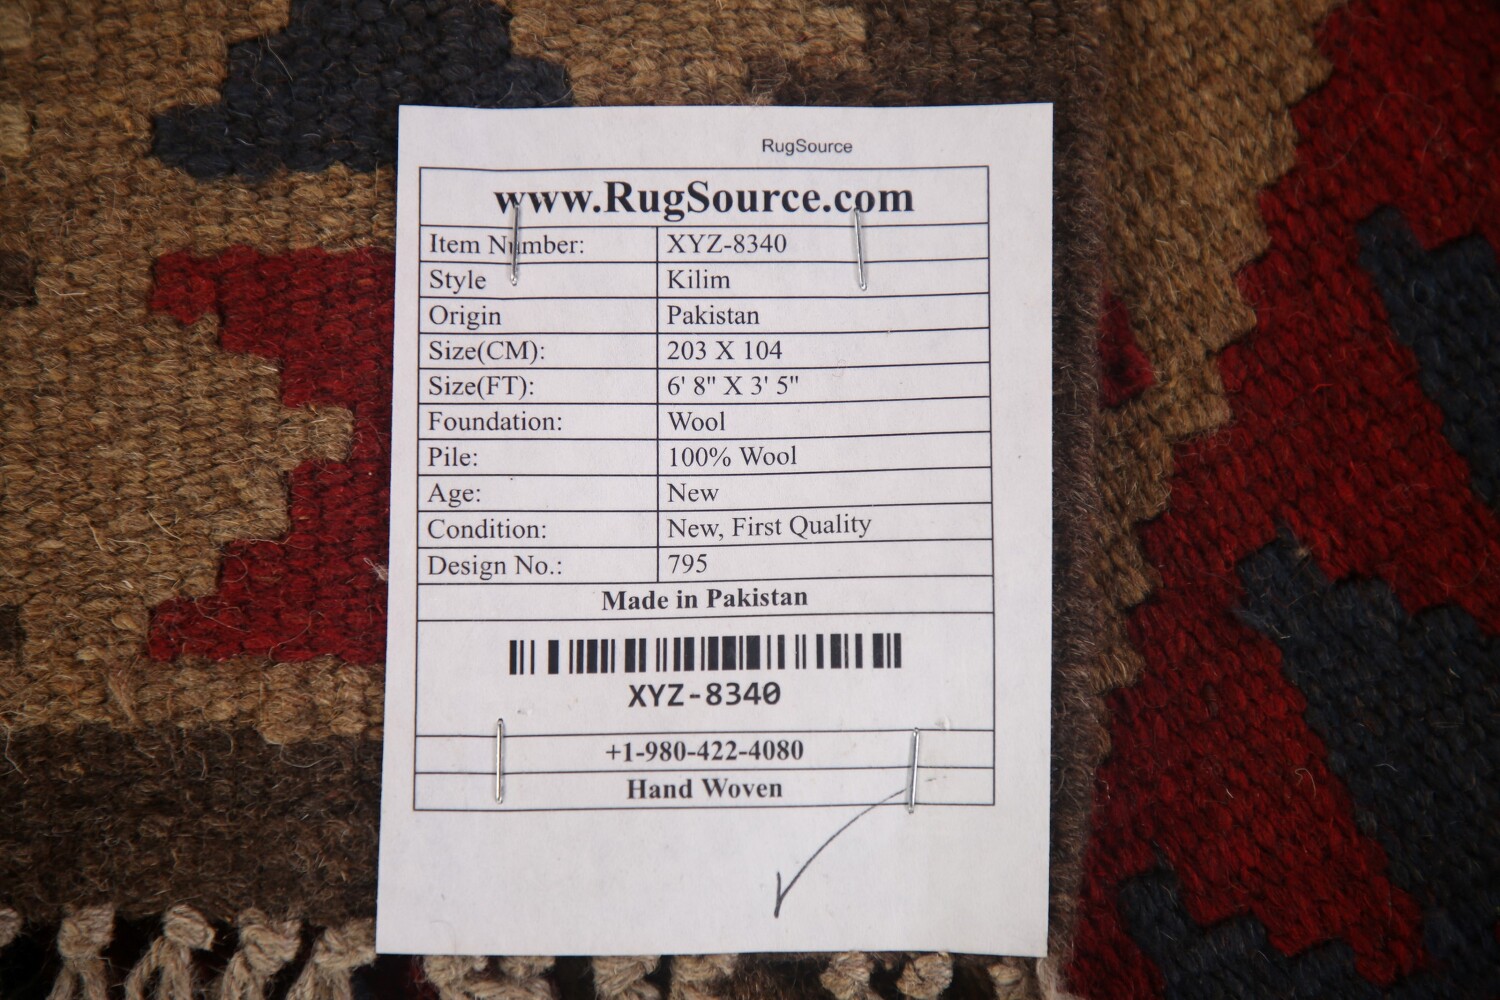 RugSource
www.RugSource.com
Item Number: XYZ-8340
Style Kilim
Origin Pakistan
Size(CM): 203 X 104
Size(FT): 6' 8" X 3' 5"
Foundation: Wool
Pile: 100% Wool
Age: New
Condition: New, First Quality
Design No.: 795
Made in Pakistan
XYZ-8340
+1-980-422-4080
Hand Woven